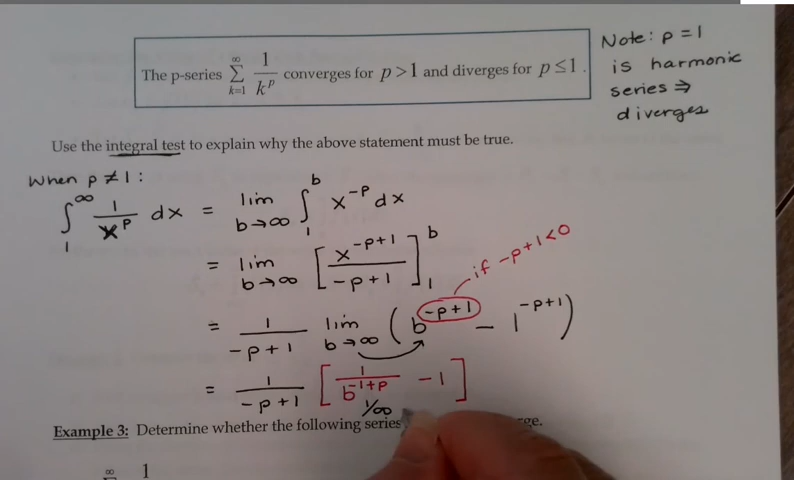 The p-series ∑_{k=1}^{∞} 1/k^p converges for p > 1 and diverges for p ≤ 1.
Note: p = 1
is harmonic
series ⇒
diverges
Use the integral test to explain why the above statement must be true.
When p ≠ 1:
∫_1^∞ 1/x^p dx = lim_{b→∞} ∫_1^b x^{-p} dx
= lim_{b→∞} [x^{-p+1}/(-p+1)]_1^b
if -p+1<0
= 1/(-p+1) lim_{b→∞} (b^{-p+1} - 1^{-p+1})
= 1/(-p+1) [1/b^{-1+p} - 1]
1/∞
Example 3: Determine whether the following series
∞ 1